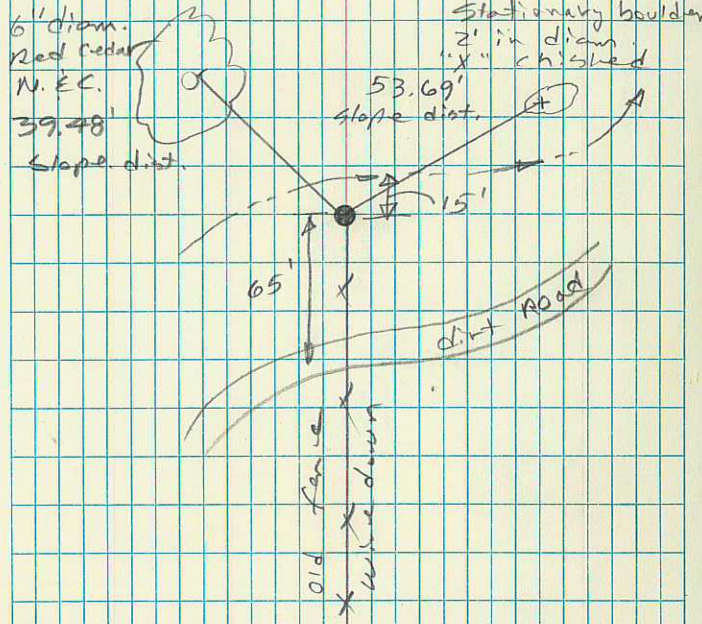 6" diam.
Red Cedar
N. & C.
39.48'
slope dist.
Stationary boulder
2' in diam.
"X" chisled
53.69'
slope dist.
15'
65'
dirt Road
Old fence
Wire down